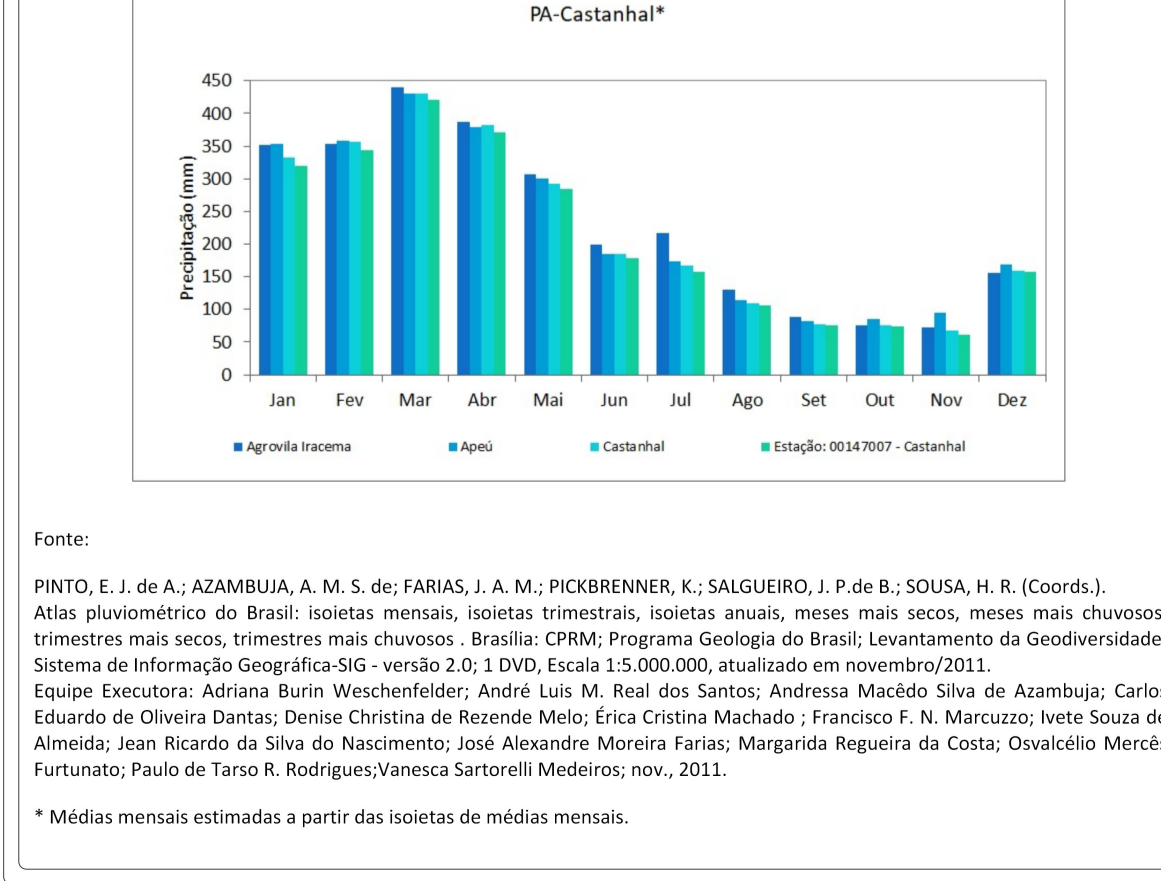 PA-Castanhal*
Precipitação (mm)
450
400
350
300
250
200
150
100
50
0
Jan Fev Mar Abr Mai Jun Jul Ago Set Out Nov Dez
Agrovila Iracema Apeú Castanhal Estação: 00147007 - Castanhal
Fonte:
PINTO, E. J. de A.; AZAMBUJA, A. M. S. de; FARIAS, J. A. M.; PICKBRENNER, K.; SALGUEIRO, J. P.de B.; SOUSA, H. R. (Coords.).
Atlas pluviométrico do Brasil: isoietas mensais, isoietas trimestrais, isoietas anuais, meses mais secos, meses mais chuvosos
trimestres mais secos, trimestres mais chuvosos . Brasília: CPRM; Programa Geologia do Brasil; Levantamento da Geodiversidade
Sistema de Informação Geográfica-SIG - versão 2.0; 1 DVD, Escala 1:5.000.000, atualizado em novembro/2011.
Equipe Executora: Adriana Burin Weschenfelder; André Luis M. Real dos Santos; Andressa Macêdo Silva de Azambuja; Carlos
Eduardo de Oliveira Dantas; Denise Christina de Rezende Melo; Érica Cristina Machado ; Francisco F. N. Marcuzzo; Ivete Souza de
Almeida; Jean Ricardo da Silva do Nascimento; José Alexandre Moreira Farias; Margarida Regueira da Costa; Osvalcélio Mercês
Furtunato; Paulo de Tarso R. Rodrigues;Vanesca Sartorelli Medeiros; nov., 2011.
* Médias mensais estimadas a partir das isoietas de médias mensais.